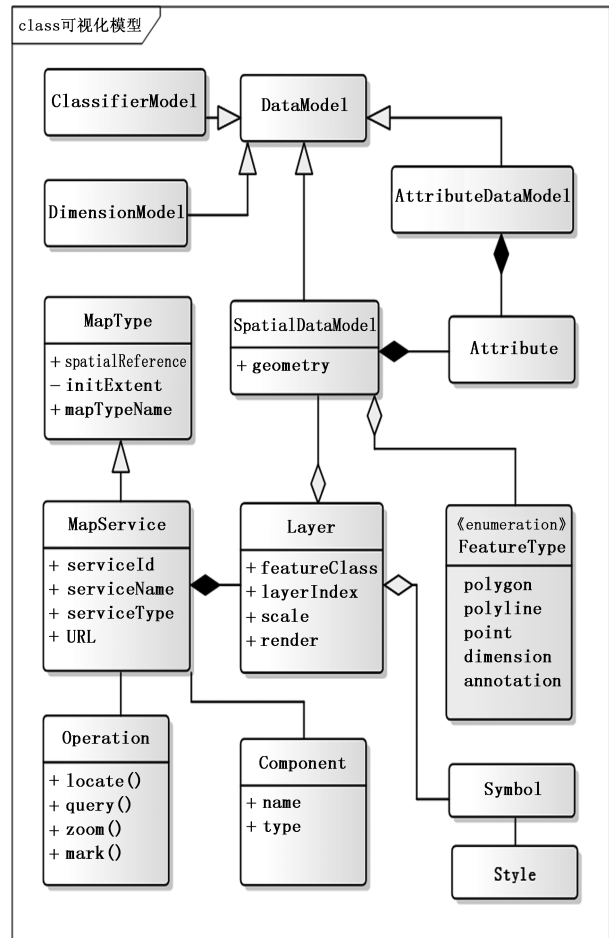 class可视化模型
ClassifierModel
DataModel
DimensionModel
AttributeDataModel
MapType
+ spatialReference
− initExtent
+ mapTypeName
SpatialDataModel
+ geometry
Attribute
MapService
+ serviceId
+ serviceName
+ serviceType
+ URL
Layer
+ featureClass
+ layerIndex
+ scale
+ render
《enumeration》
FeatureType
polygon
polyline
point
dimension
annotation
Operation
+ locate()
+ query()
+ zoom()
+ mark()
Component
+ name
+ type
Symbol
Style